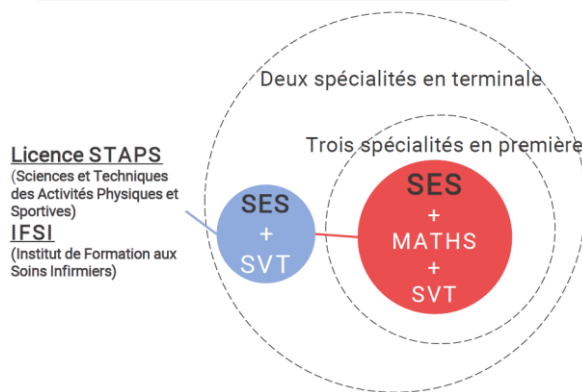 Deux spécialités en terminale
Trois spécialités en première
Licence STAPS
(Sciences et Techniques
des Activités Physiques et
Sportives)
IFSI
(Institut de Formation aux
Soins Infirmiers)
SES
+
SVT
SES
+
MATHS
+
SVT